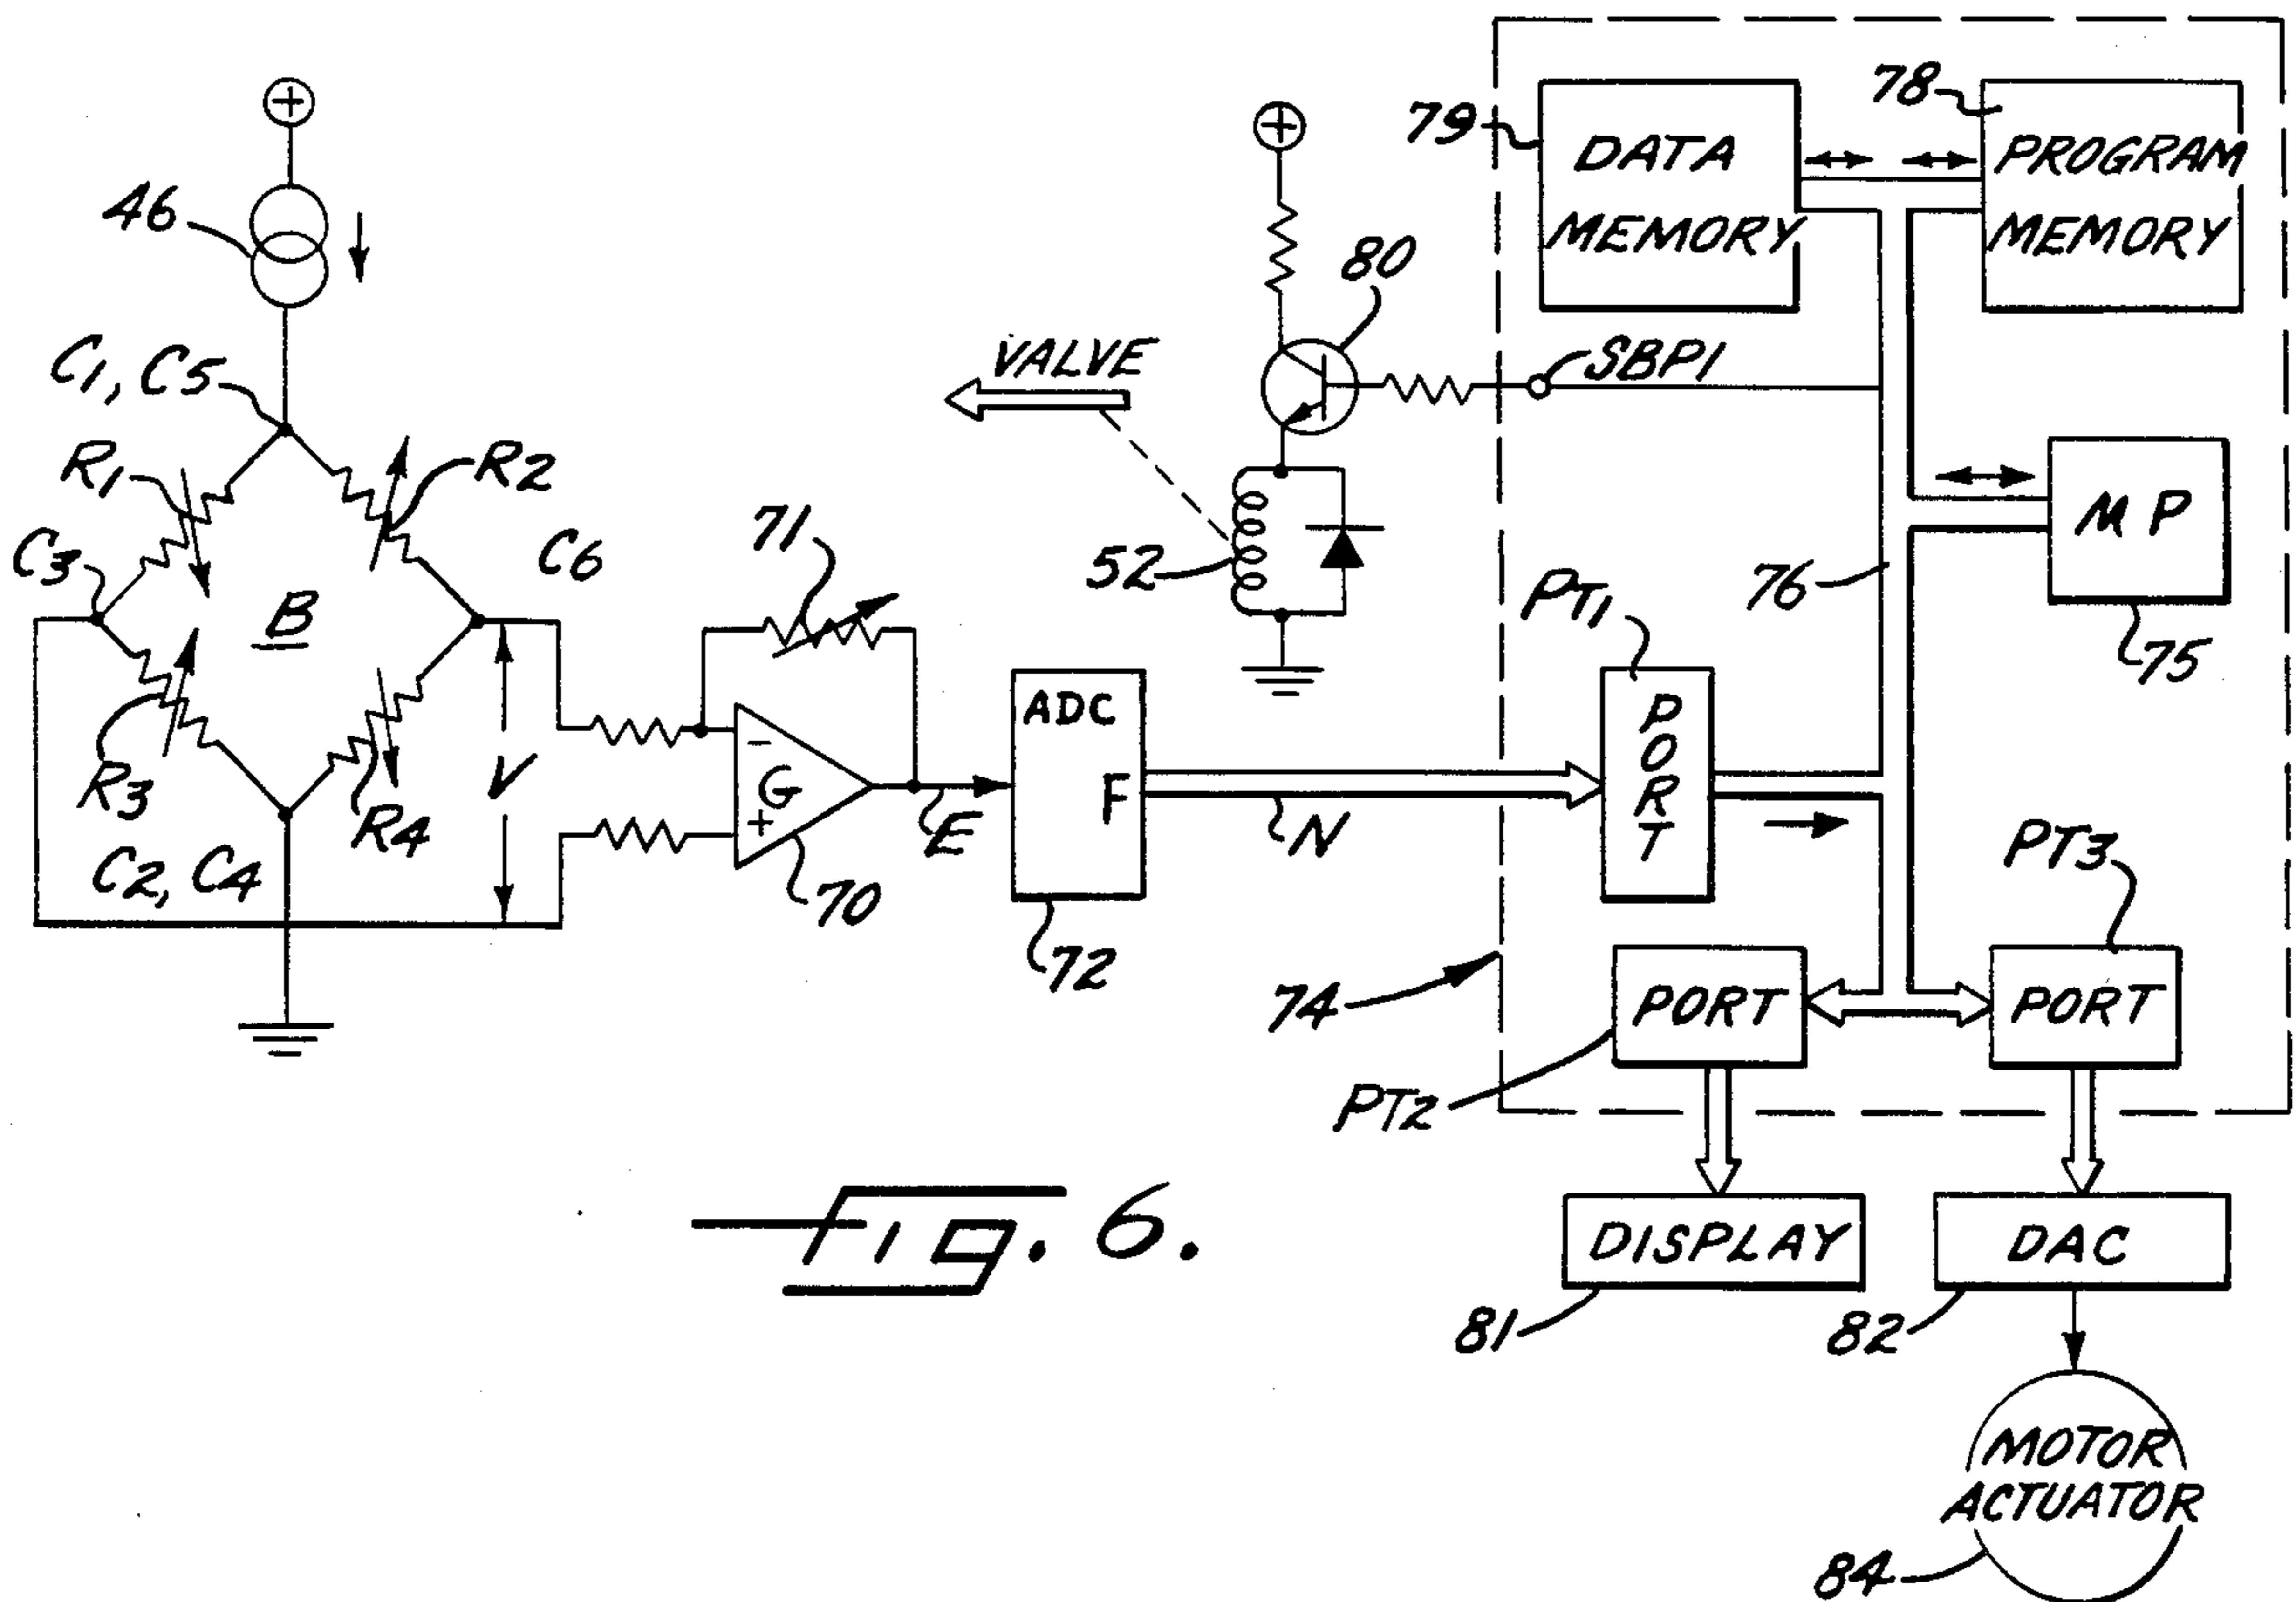 46
C1, C5
R1
R2
C3
C6
B
R3
R4
C2, C4
V
71
-
G
+
70
E
ADC
F
72
N
VALVE
80
SBP1
52
79
DATA
MEMORY
78
PROGRAM
MEMORY
76
MP
75
PT1
PORT
74
PT3
PORT
PORT
PT2
DISPLAY
DAC
81
82
MOTOR
ACTUATOR
84
Fig. 6.